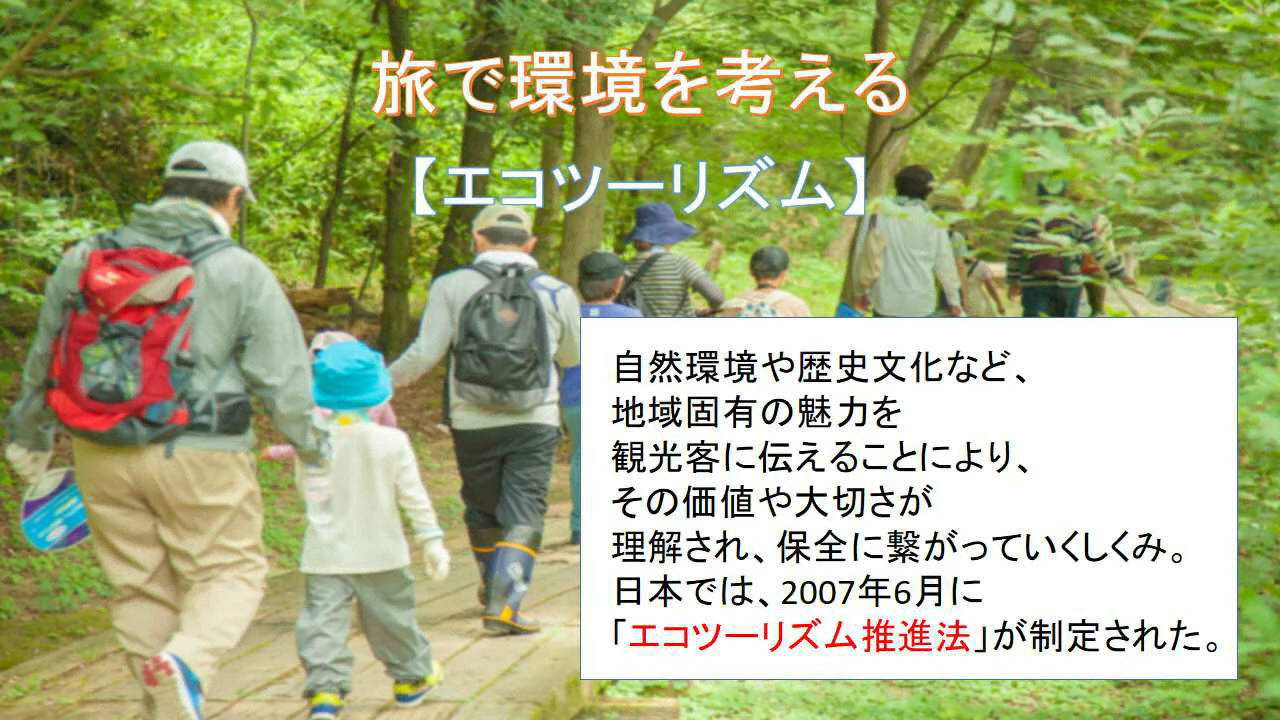 旅で環境を考える
【エコツーリズム】
自然環境や歴史文化など、
地域固有の魅力を
観光客に伝えることにより、
その価値や大切さが
理解され、保全に繋がっていくしくみ。
日本では、2007年6月に
「エコツーリズム推進法」が制定された。